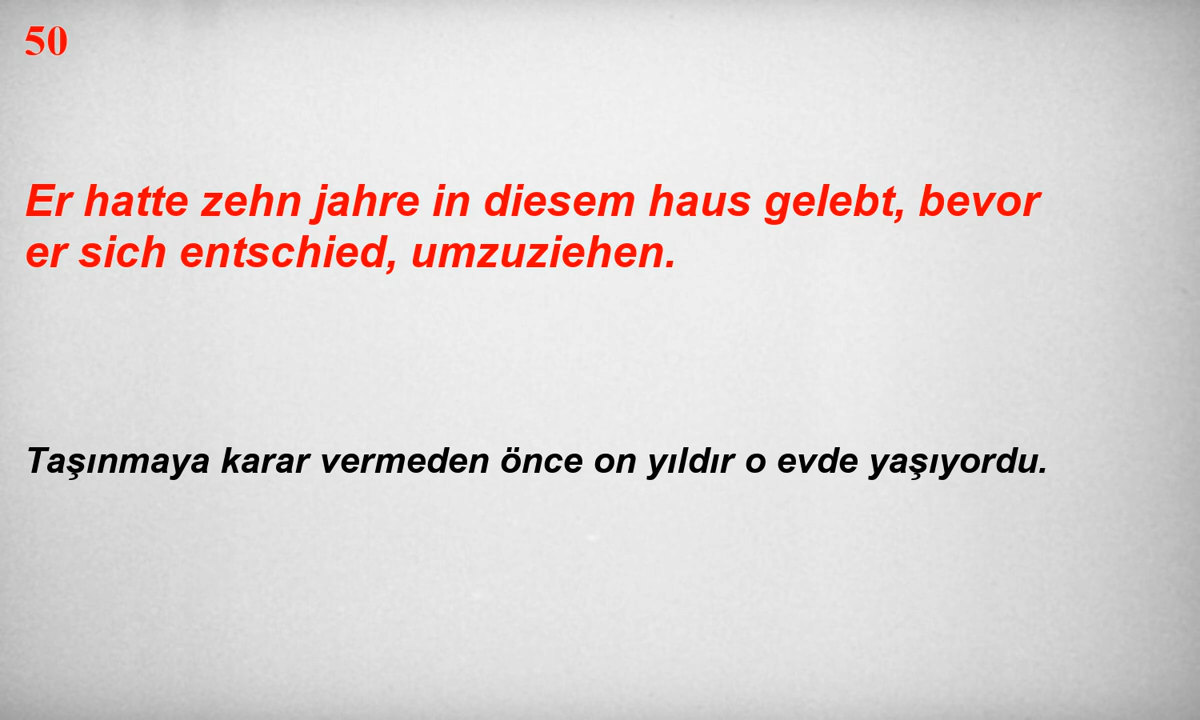 50
Er hatte zehn jahre in diesem haus gelebt, bevor
er sich entschied, umzuziehen.
Taşınmaya karar vermeden önce on yıldır o evde yaşıyordu.